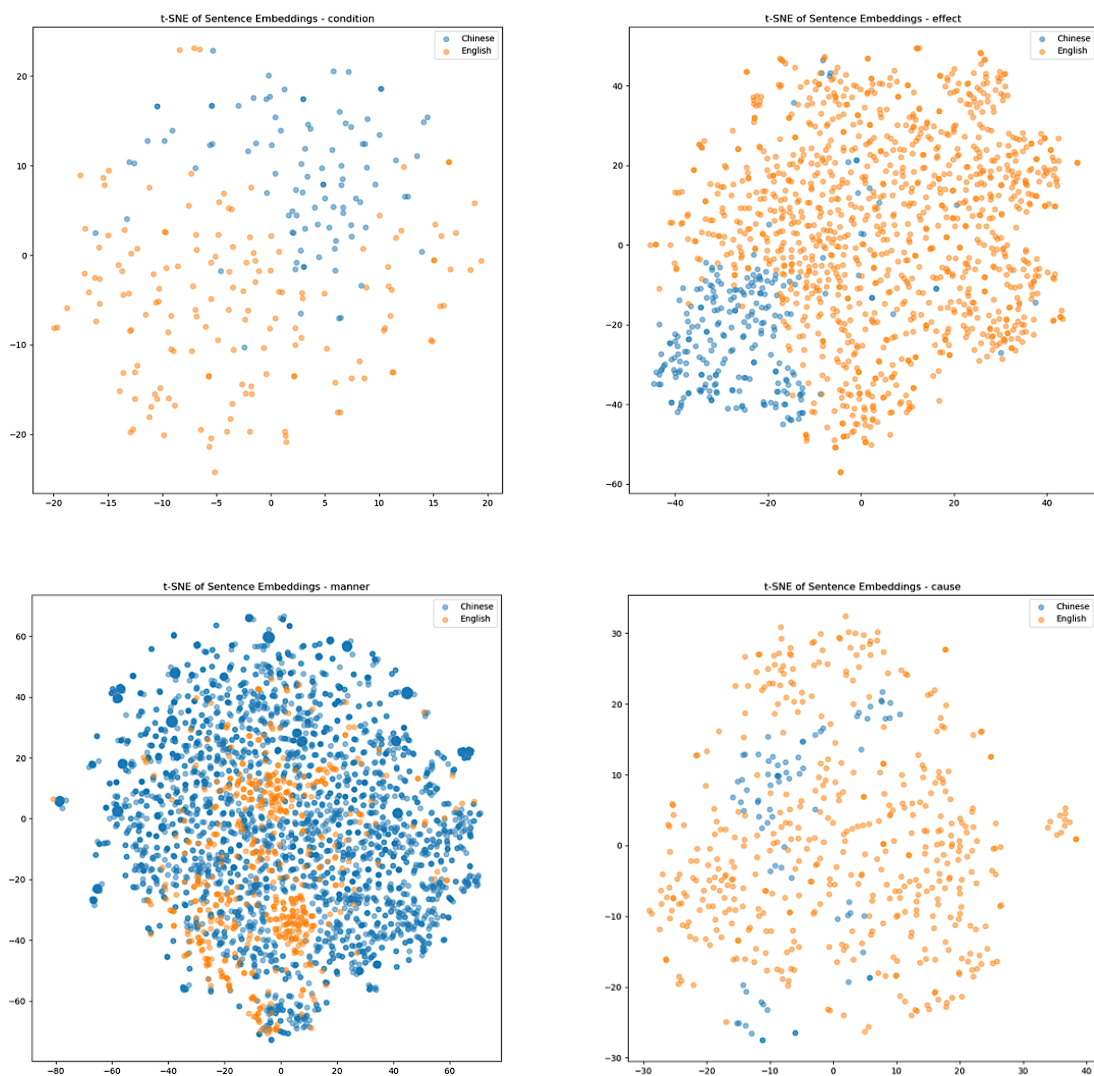 t-SNE of Sentence Embeddings - condition
Chinese
English
20
10
0
−10
−20
−20 −15 −10 −5 0 5 10 15 20
t-SNE of Sentence Embeddings - effect
Chinese
English
40
20
0
−20
−40
−60
−40 −20 0 20 40
t-SNE of Sentence Embeddings - manner
Chinese
English
60
40
20
0
−20
−40
−60
−80 −60 −40 −20 0 20 40 60
t-SNE of Sentence Embeddings - cause
Chinese
English
30
20
10
0
−10
−20
−30
−30 −20 −10 0 10 20 30 40